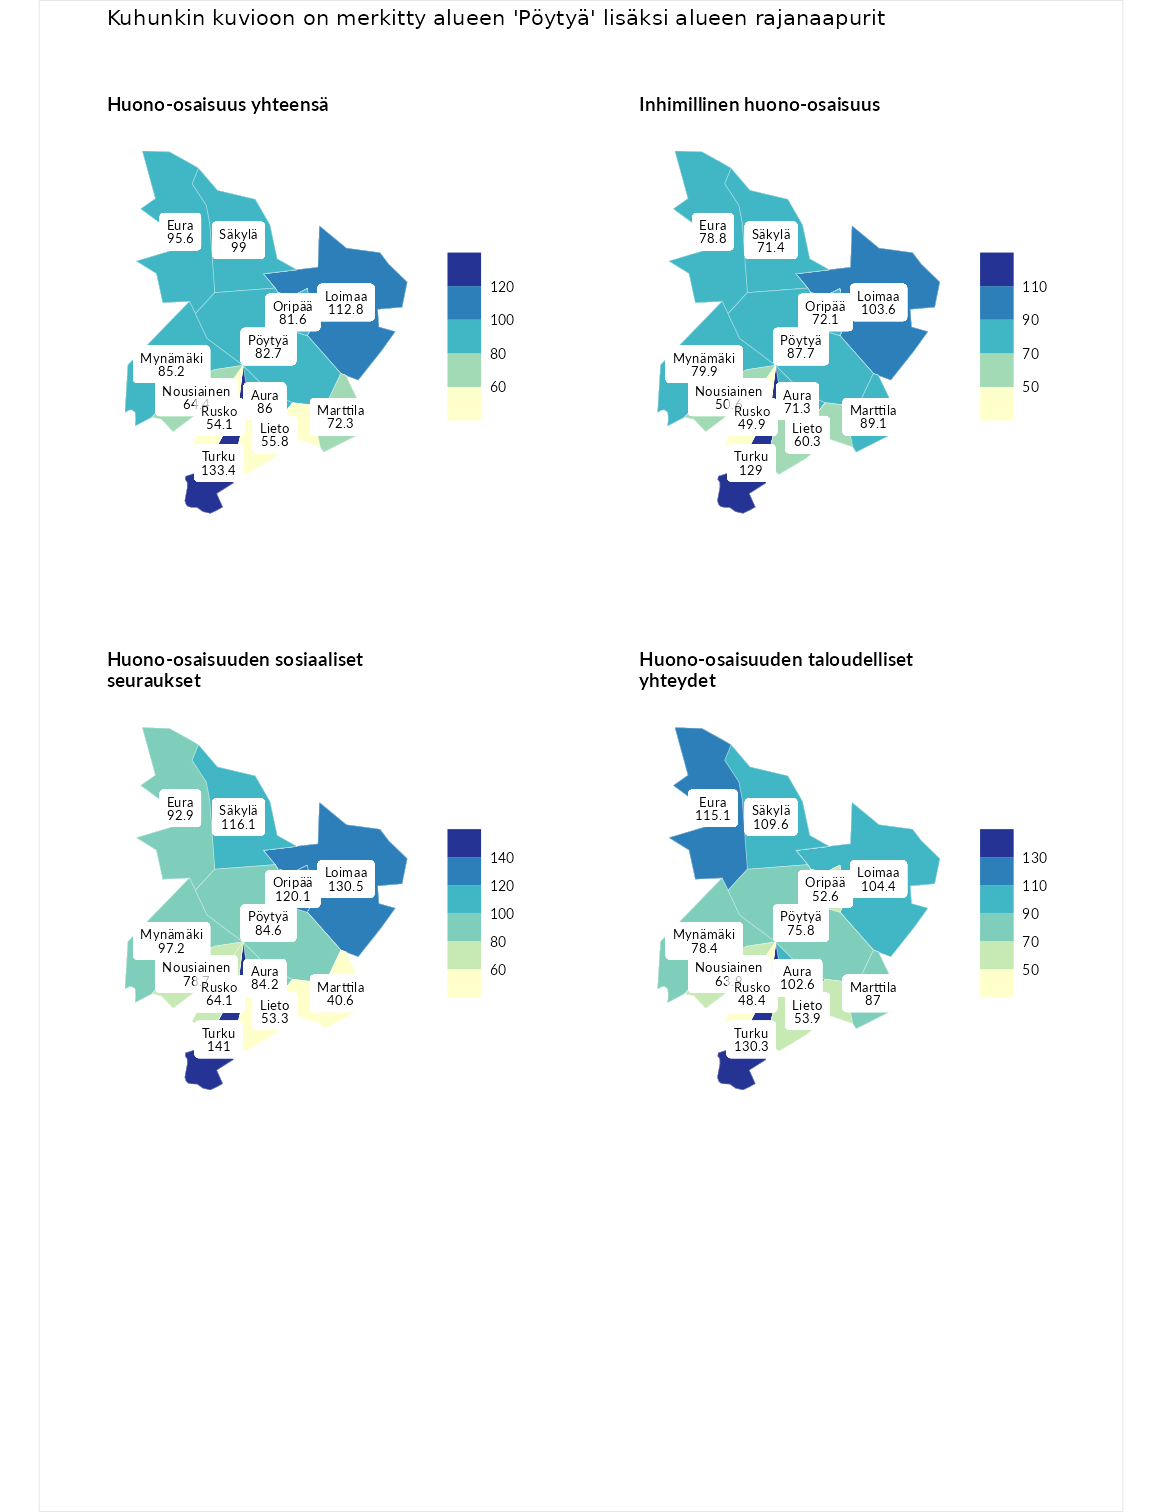 Kuhunkin kuvioon on merkitty alueen 'Pöytyä' lisäksi alueen rajanaapurit
Huono-osaisuus yhteensä
Eura
95.6
Säkylä
99
Loimaa
112.8
Oripää
81.6
Pöytyä
82.7
Mynämäki
85.2
Nousiainen
64.4
Aura
86
Rusko
54.1
Marttila
72.3
Lieto
55.8
Turku
133.4
120
100
80
60
Inhimillinen huono-osaisuus
Eura
78.8
Säkylä
71.4
Loimaa
103.6
Oripää
72.1
Pöytyä
87.7
Mynämäki
79.9
Nousiainen
Aura
71.3
Rusko
49.9
Marttila
89.1
Lieto
60.3
Turku
129
110
90
70
50
Huono-osaisuuden sosiaaliset
seuraukset
Eura
92.9
Säkylä
116.1
Loimaa
130.5
Oripää
120.1
Pöytyä
84.6
Mynämäki
97.2
Nousiainen
78.7
Aura
84.2
Rusko
64.1
Marttila
40.6
Lieto
53.3
Turku
141
140
120
100
80
60
Huono-osaisuuden taloudelliset
yhteydet
Eura
115.1
Säkylä
109.6
Loimaa
104.4
Oripää
52.6
Pöytyä
75.8
Mynämäki
78.4
Nousiainen
Aura
102.6
Rusko
48.4
Marttila
87
Lieto
53.9
Turku
130.3
130
110
90
70
50